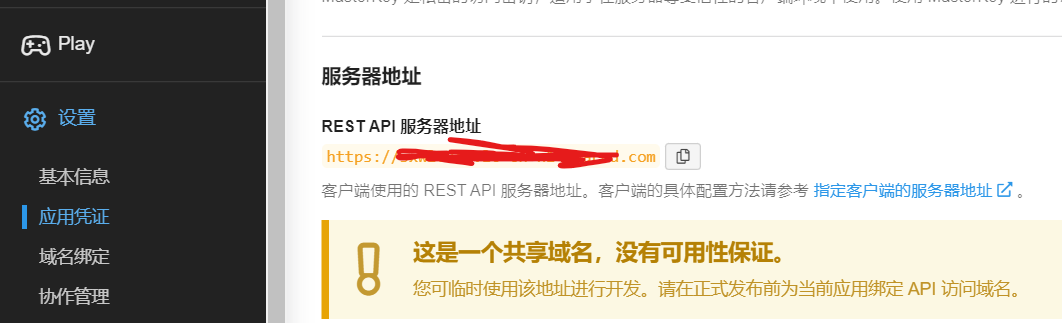 Play
设置
基本信息
应用凭证
域名绑定
协作管理
服务器地址
REST API 服务器地址
https://
.com
客户端使用的 REST API 服务器地址。客户端的具体配置方法请参考 指定客户端的服务器地址 。
这是一个共享域名，没有可用性保证。
您可临时使用该地址进行开发。请在正式发布前为当前应用绑定 API 访问域名。